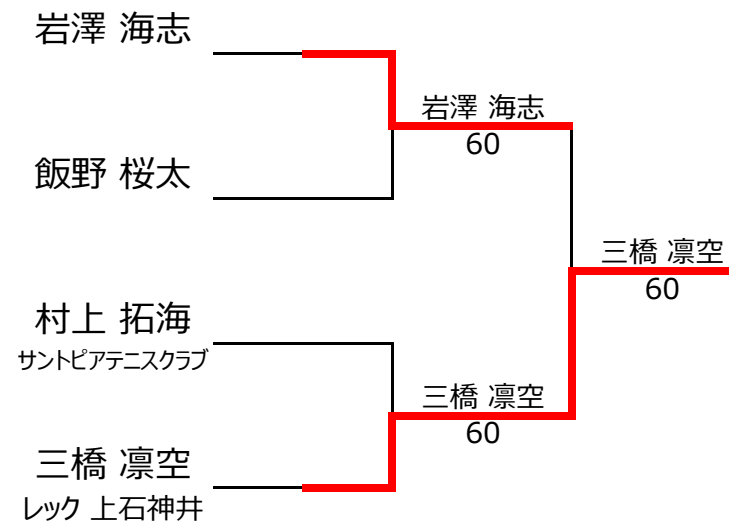 岩澤 海志
飯野 桜太
村上 拓海
サントピアテニスクラブ
三橋 凛空
レック 上石神井
岩澤 海志
60
三橋 凛空
60
三橋 凛空
60